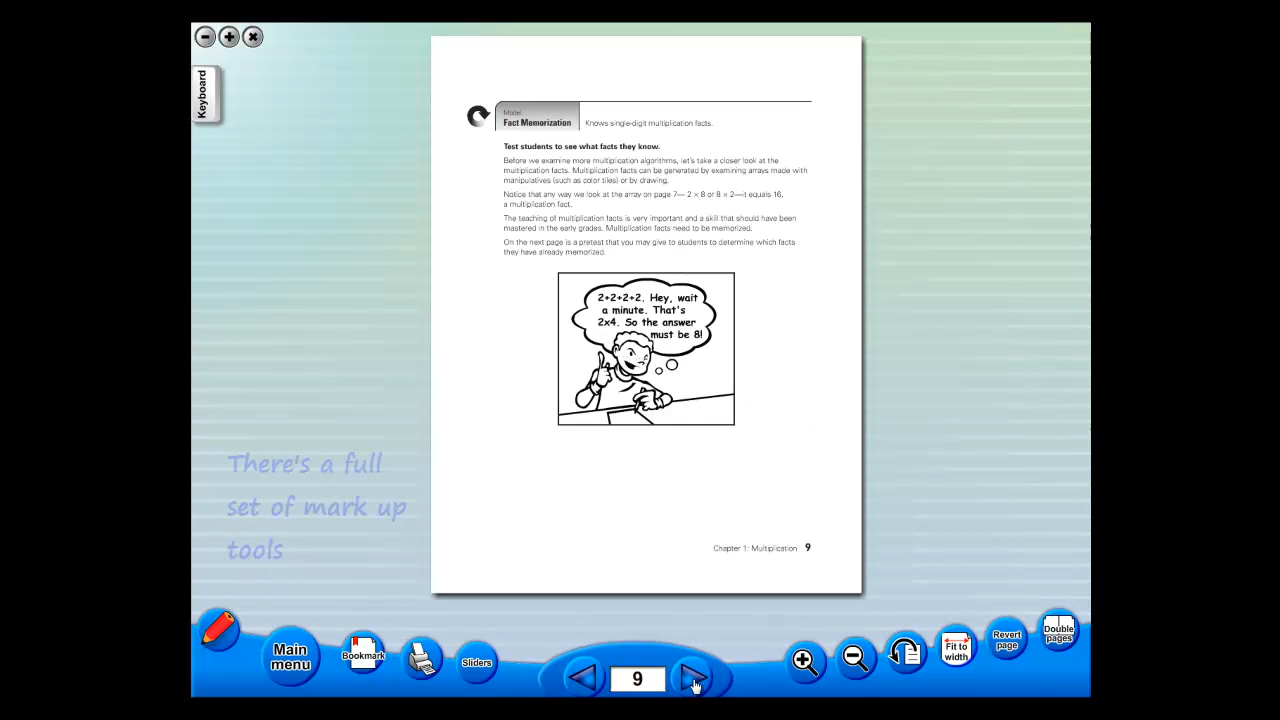 Keyboard
Model:
Fact Memorization
Knows single-digit multiplication facts.
Test students to see what facts they know.
Before we examine more multiplication algorithms, let's take a closer look at the
multiplication facts. Multiplication facts can be generated by examining arrays made with
manipulatives (such as color tiles) or by drawing.
Notice that any way we look at the array on page 7— 2 × 8 or 8 × 2—it equals 16,
a multiplication fact.
The teaching of multiplication facts is very important and a skill that should have been
mastered in the early grades. Multiplication facts need to be memorized.
On the next page is a pretest that you may give to students to determine which facts
they have already memorized.
2+2+2+2. Hey, wait
a minute. That's
2x4. So the answer
must be 8!
There's a full
set of mark up
tools
Chapter 1: Multiplication 9
Main
menu
Bookmark
Sliders
9
Fit to
width
Revert
page
Double
pages